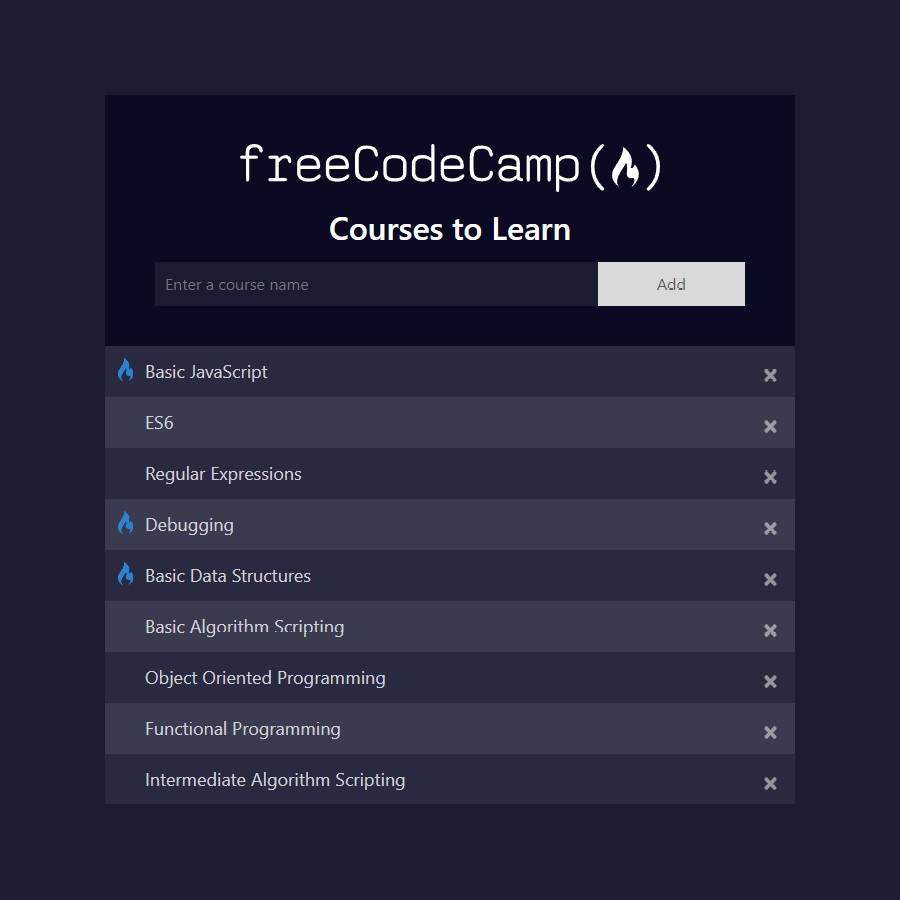 freeCodeCamp()
Courses to Learn
Enter a course name
Add
Basic JavaScript
ES6
Regular Expressions
Debugging
Basic Data Structures
Basic Algorithm Scripting
Object Oriented Programming
Functional Programming
Intermediate Algorithm Scripting